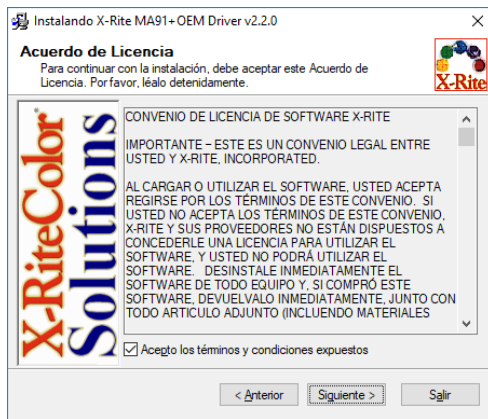 Instalando X-Rite MA91+ OEM Driver v2.2.0
Acuerdo de Licencia
Para continuar con la instalación, debe aceptar este Acuerdo de
Licencia. Por favor, léalo detenidamente.
X-Rite
X-RiteColor
Solutions
CONVENIO DE LICENCIA DE SOFTWARE X-RITE
IMPORTANTE – ESTE ES UN CONVENIO LEGAL ENTRE
USTED Y X-RITE, INCORPORATED.
AL CARGAR O UTILIZAR EL SOFTWARE, USTED ACEPTA
REGIRSE POR LOS TÉRMINOS DE ESTE CONVENIO.  SI
USTED NO ACEPTA LOS TÉRMINOS DE ESTE CONVENIO,
X-RITE Y SUS PROVEEDORES NO ESTÁN DISPUESTOS A
CONCEDERLE UNA LICENCIA PARA UTILIZAR EL
SOFTWARE, Y USTED NO PODRÁ UTILIZAR EL
SOFTWARE.   DESINSTALE INMEDIATAMENTE EL
SOFTWARE DE TODO EQUIPO Y, SI COMPRÓ ESTE
SOFTWARE, DEVUELVALO INMEDIATAMENTE, JUNTO CON
TODO ARTICULO ADJUNTO (INCLUENDO MATERIALES
Acepto los términos y condiciones expuestos
< Anterior
Siguiente >
Salir